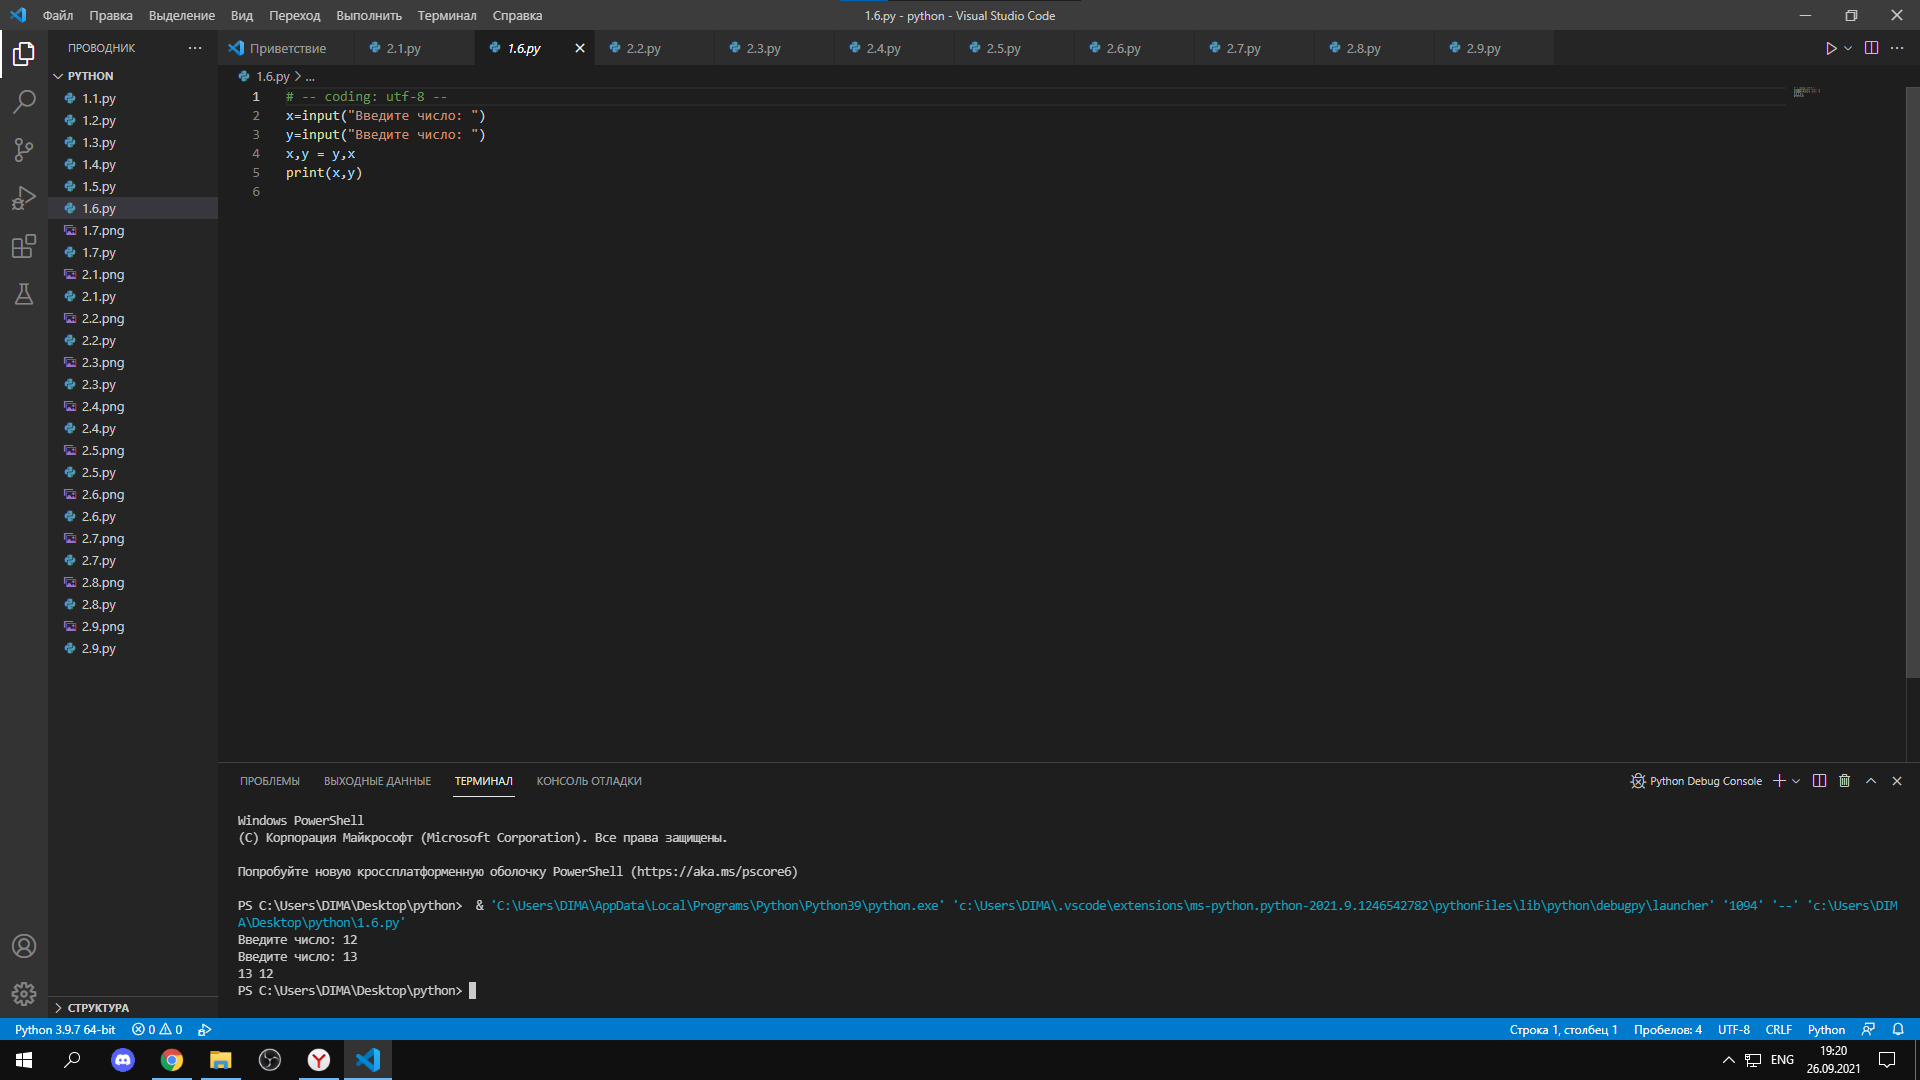 Файл Правка Выделение Вид Переход Выполнить Терминал Справка
1.6.py - python - Visual Studio Code
ПРОВОДНИК
Приветствие 2.1.py 1.6.py 2.2.py 2.3.py 2.4.py 2.5.py 2.6.py 2.7.py 2.8.py 2.9.py
PYTHON
1.1.py
1.2.py
1.3.py
1.4.py
1.5.py
1.6.py
1.7.png
1.7.py
2.1.png
2.1.py
2.2.png
2.2.py
2.3.png
2.3.py
2.4.png
2.4.py
2.5.png
2.5.py
2.6.png
2.6.py
2.7.png
2.7.py
2.8.png
2.8.py
2.9.png
2.9.py
СТРУКТУРА
1.6.py > ...
1 # -- coding: utf-8 --
2 x=input("Введите число: ")
3 y=input("Введите число: ")
4 x,y = y,x
5 print(x,y)
6
ПРОБЛЕМЫ ВЫХОДНЫЕ ДАННЫЕ ТЕРМИНАЛ КОНСОЛЬ ОТЛАДКИ
Python Debug Console
Windows PowerShell
(C) Корпорация Майкрософт (Microsoft Corporation). Все права защищены.
Попробуйте новую кроссплатформенную оболочку PowerShell (https://aka.ms/pscore6)
PS C:\Users\DIMA\Desktop\python>  & 'C:\Users\DIMA\AppData\Local\Programs\Python\Python39\python.exe' 'c:\Users\DIMA\.vscode\extensions\ms-python.python-2021.9.1246542782\pythonFiles\lib\python\debugpy\launcher' '1094' '--' 'c:\Users\DIM
A\Desktop\python\1.6.py'
Введите число: 12
Введите число: 13
13 12
PS C:\Users\DIMA\Desktop\python>
Python 3.9.7 64-bit 0 0
Строка 1, столбец 1 Пробелов: 4 UTF-8 CRLF Python
ENG
19:20
26.09.2021